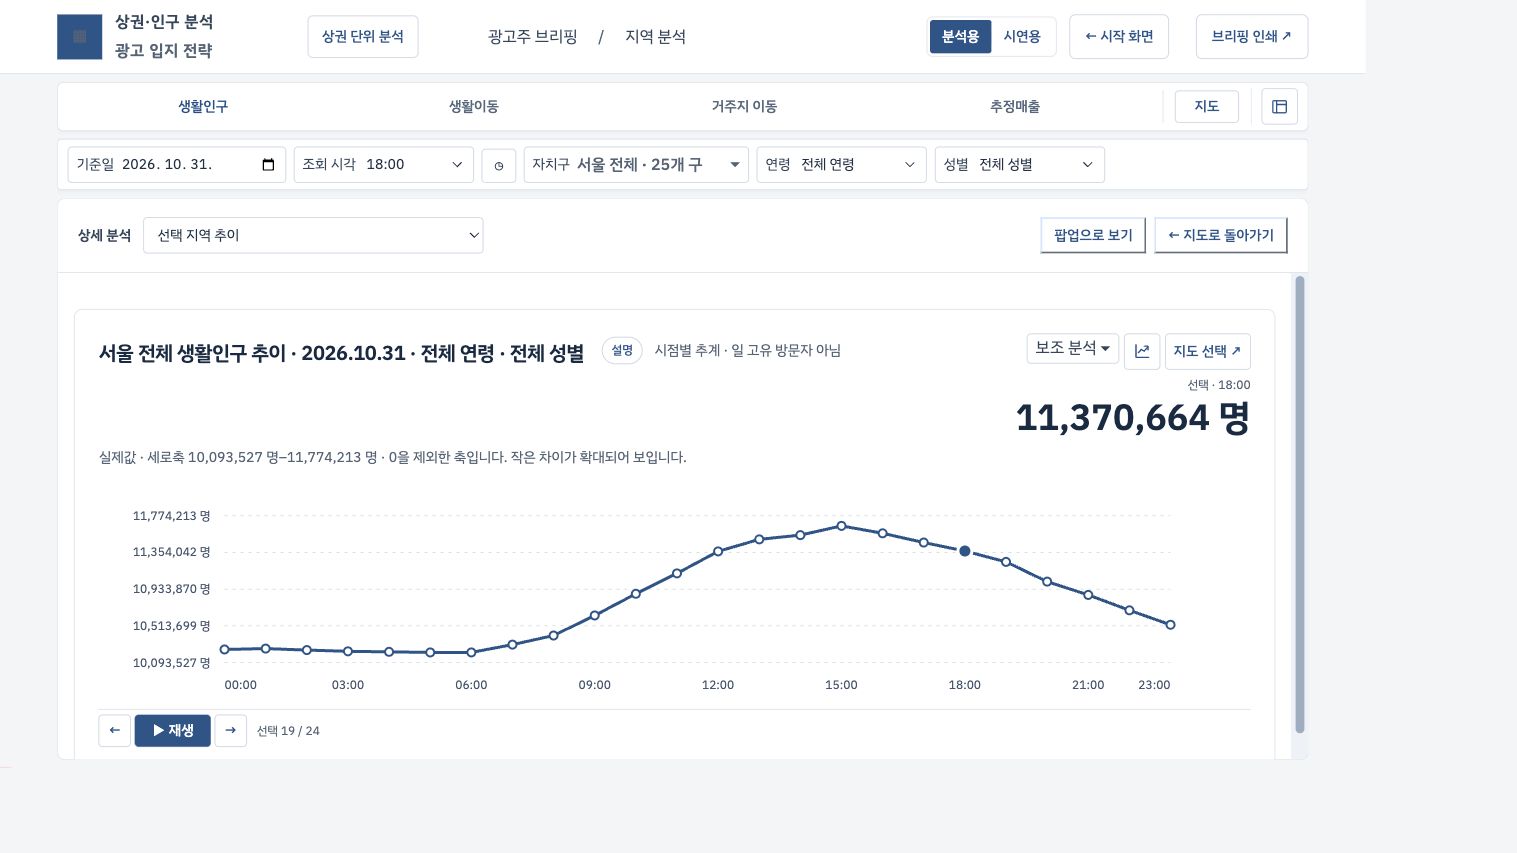 상권·인구 분석
광고 입지 전략
상권 단위 분석
광고주 브리핑 / 지역 분석
분석용 시연용
← 시작 화면
브리핑 인쇄 ↗
생활인구 생활이동 거주지 이동 추정매출 지도
기준일 2026. 10. 31. 조회 시각 18:00 자치구 서울 전체 · 25개 구 연령 전체 연령 성별 전체 성별
상세 분석 선택 지역 추이 팝업으로 보기 ← 지도로 돌아가기
서울 전체 생활인구 추이 · 2026.10.31 · 전체 연령 · 전체 성별 설명 시점별 추계 · 일 고유 방문자 아님 보조 분석 지도 선택 ↗
선택 · 18:00
11,370,664 명
실제값 · 세로축 10,093,527 명–11,774,213 명 · 0을 제외한 축입니다. 작은 차이가 확대되어 보입니다.
11,774,213 명
11,354,042 명
10,933,870 명
10,513,699 명
10,093,527 명
00:00 03:00 06:00 09:00 12:00 15:00 18:00 21:00 23:00
← ▶ 재생 → 선택 19 / 24